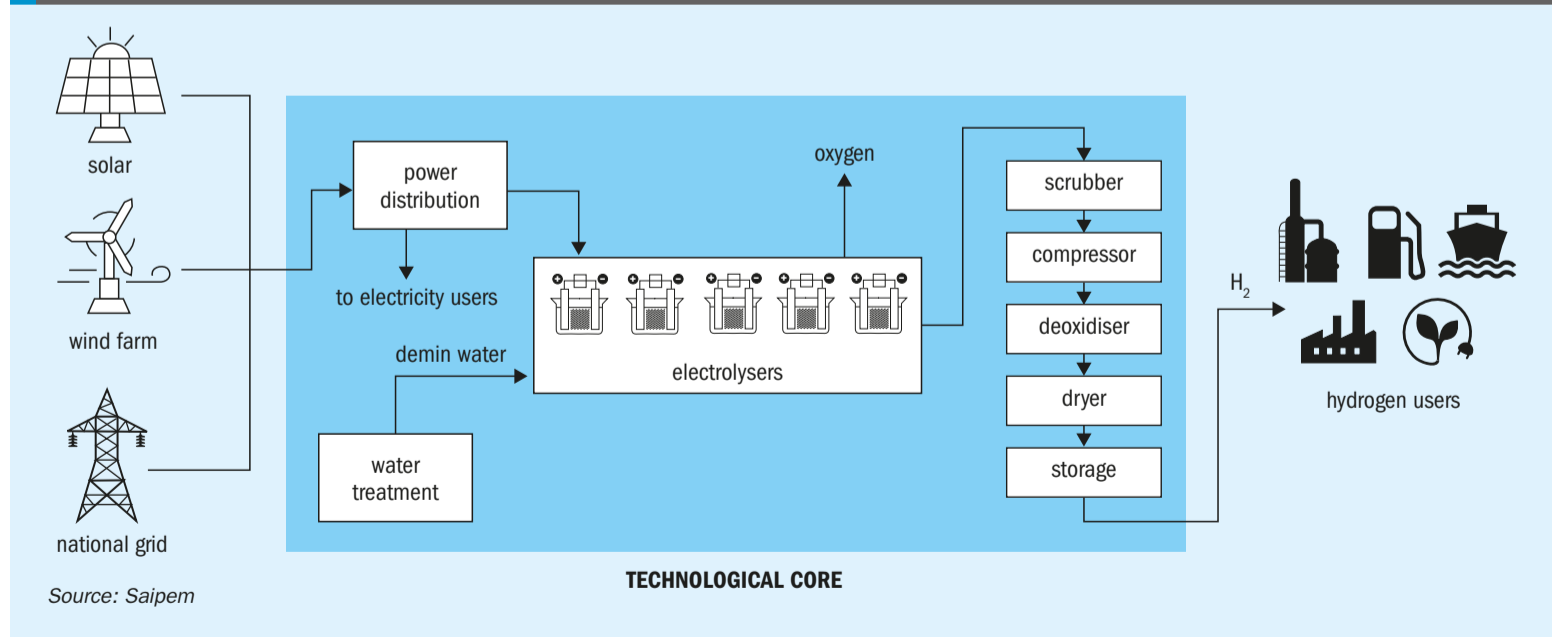 solar
wind farm
national grid
Source: Saipem
power
distribution
to electricity users
demin water
water
treatment
oxygen
electrolysers
scrubber
compressor
deoxidiser
dryer
storage
H₂
hydrogen users
TECHNOLOGICAL CORE